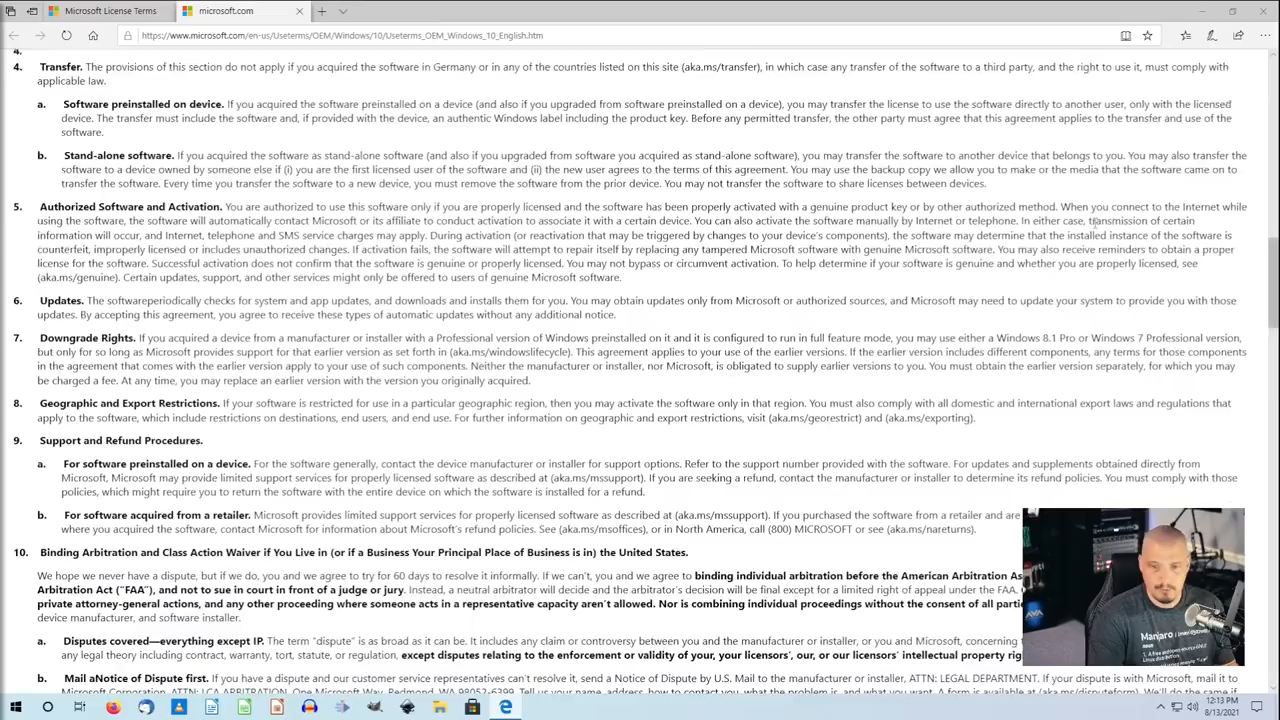 Microsoft License Terms
microsoft.com
https://www.microsoft.com/en-us/Useterms/OEM/Windows/10/Useterms_OEM_Windows_10_English.htm
4. Transfer. The provisions of this section do not apply if you acquired the software in Germany or in any of the countries listed on this site (aka.ms/transfer), in which case any transfer of the software to a third party, and the right to use it, must comply with
applicable law.
a. Software preinstalled on device. If you acquired the software preinstalled on a device (and also if you upgraded from software preinstalled on a device), you may transfer the license to use the software directly to another user, only with the licensed
device. The transfer must include the software and, if provided with the device, an authentic Windows label including the product key. Before any permitted transfer, the other party must agree that this agreement applies to the transfer and use of the
software.
b. Stand-alone software. If you acquired the software as stand-alone software (and also if you upgraded from software you acquired as stand-alone software), you may transfer the software to another device that belongs to you. You may also transfer the
software to a device owned by someone else if (i) you are the first licensed user of the software and (ii) the new user agrees to the terms of this agreement. You may use the backup copy we allow you to make or the media that the software came on to
transfer the software. Every time you transfer the software to a new device, you must remove the software from the prior device. You may not transfer the software to share licenses between devices.
5. Authorized Software and Activation. You are authorized to use this software only if you are properly licensed and the software has been properly activated with a genuine product key or by other authorized method. When you connect to the Internet while
using the software, the software will automatically contact Microsoft or its affiliate to conduct activation to associate it with a certain device. You can also activate the software manually by Internet or telephone. In either case, transmission of certain
information will occur, and Internet, telephone and SMS service charges may apply. During activation (or reactivation that may be triggered by changes to your device's components), the software may determine that the installed instance of the software is
counterfeit, improperly licensed or includes unauthorized changes. If activation fails, the software will attempt to repair itself by replacing any tampered Microsoft software with genuine Microsoft software. You may also receive reminders to obtain a proper
license for the software. Successful activation does not confirm that the software is genuine or properly licensed. You may not bypass or circumvent activation. To help determine if your software is genuine and whether you are properly licensed, see
(aka.ms/genuine). Certain updates, support, and other services might only be offered to users of genuine Microsoft software.
6. Updates. The softwareperiodically checks for system and app updates, and downloads and installs them for you. You may obtain updates only from Microsoft or authorized sources, and Microsoft may need to update your system to provide you with those
updates. By accepting this agreement, you agree to receive these types of automatic updates without any additional notice.
7. Downgrade Rights. If you acquired a device from a manufacturer or installer with a Professional version of Windows preinstalled on it and it is configured to run in full feature mode, you may use either a Windows 8.1 Pro or Windows 7 Professional version,
but only for so long as Microsoft provides support for that earlier version as set forth in (aka.ms/windowslifecycle). This agreement applies to your use of the earlier versions. If the earlier version includes different components, any terms for those components
in the agreement that comes with the earlier version apply to your use of such components. Neither the manufacturer or installer, nor Microsoft, is obligated to supply earlier versions to you. You must obtain the earlier version separately, for which you may
be charged a fee. At any time, you may replace an earlier version with the version you originally acquired.
8. Geographic and Export Restrictions. If your software is restricted for use in a particular geographic region, then you may activate the software only in that region. You must also comply with all domestic and international export laws and regulations that
apply to the software, which include restrictions on destinations, end users, and end use. For further information on geographic and export restrictions, visit (aka.ms/georestrict) and (aka.ms/exporting).
9. Support and Refund Procedures.
a. For software preinstalled on a device. For the software generally, contact the device manufacturer or installer for support options. Refer to the support number provided with the software. For updates and supplements obtained directly from
Microsoft, Microsoft may provide limited support services for properly licensed software as described at (aka.ms/mssupport). If you are seeking a refund, contact the manufacturer or installer to determine its refund policies. You must comply with those
policies, which might require you to return the software with the entire device on which the software is installed for a refund.
b. For software acquired from a retailer. Microsoft provides limited support services for properly licensed software as described at (aka.ms/mssupport). If you purchased the software from a retailer and are
where you acquired the software, contact Microsoft for information about Microsoft's refund policies. See (aka.ms/msoffices), or in North America, call (800) MICROSOFT or see (aka.ms/nareturns).
10. Binding Arbitration and Class Action Waiver if You Live in (or if a Business Your Principal Place of Business is in) the United States.
We hope we never have a dispute, but if we do, you and we agree to try for 60 days to resolve it informally. If we can't, you and we agree to binding individual arbitration before the American Arbitration
Arbitration Act ("FAA"), and not to sue in court in front of a judge or jury. Instead, a neutral arbitrator will decide and the arbitrator's decision will be final except for a limited right of appeal under the FAA.
private attorney-general actions, and any other proceeding where someone acts in a representative capacity aren't allowed. Nor is combining individual proceedings without the consent of all
device manufacturer, and software installer.
a. Disputes covered—everything except IP. The term "dispute" is as broad as it can be. It includes any claim or controversy between you and the manufacturer or installer, or you and Microsoft, concerning
any legal theory including contract, warranty, tort, statute, or regulation, except disputes relating to the enforcement or validity of your, your licensors', our, or our licensors' intellectual property
b. Mail aNotice of Dispute first. If you have a dispute and our customer service representatives can't resolve it, send a Notice of Dispute by U.S. Mail to the manufacturer or installer, ATTN: LEGAL DEPARTMENT. If your dispute is with Microsoft, mail it to
Manjaro
12:13 PM
8/13/2021